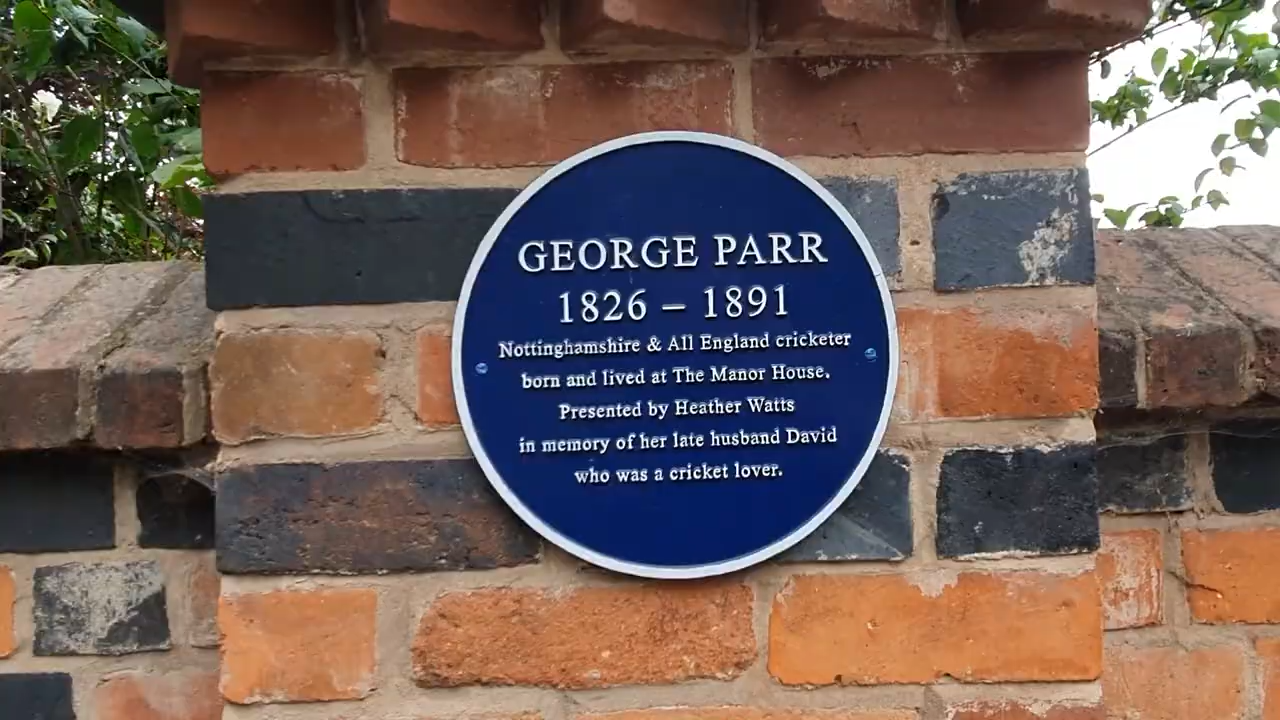 GEORGE PARR
1826 – 1891
Nottinghamshire & All England cricketer
born and lived at The Manor House.
Presented by Heather Watts
in memory of her late husband David
who was a cricket lover.